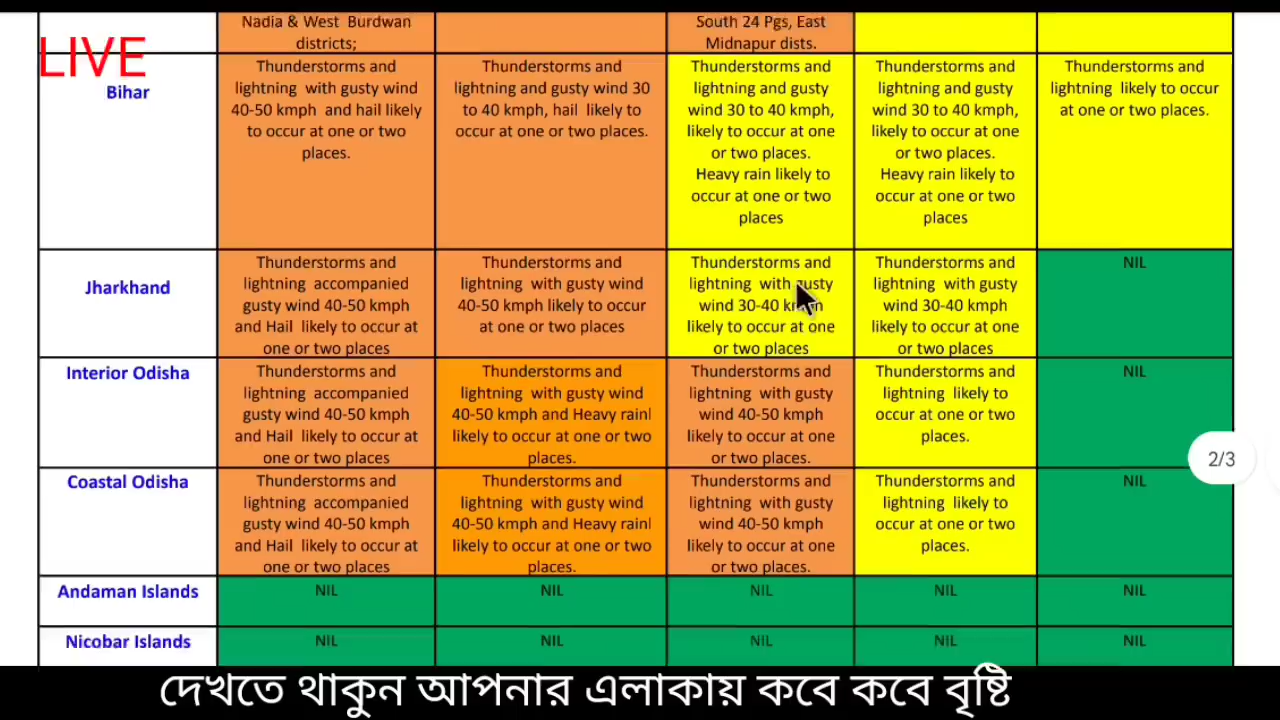 Nadia & West Burdwan
districts;
South 24 Pgs, East
Midnapur dists.
LIVE
Bihar
Thunderstorms and
lightning with gusty wind
40-50 kmph and hail likely
to occur at one or two
places.
Thunderstorms and
lightning and gusty wind 30
to 40 kmph, hail likely to
occur at one or two places.
Thunderstorms and
lightning and gusty
wind 30 to 40 kmph,
likely to occur at one
or two places.
Heavy rain likely to
occur at one or two
places
Thunderstorms and
lightning and gusty
wind 30 to 40 kmph,
likely to occur at one
or two places.
Heavy rain likely to
occur at one or two
places
Thunderstorms and
lightning likely to occur
at one or two places.
Jharkhand
Thunderstorms and
lightning accompanied
gusty wind 40-50 kmph
and Hail likely to occur at
one or two places
Thunderstorms and
lightning with gusty wind
40-50 kmph likely to occur
at one or two places
Thunderstorms and
lightning with gusty
wind 30-40 kmph
likely to occur at one
or two places
Thunderstorms and
lightning with gusty
wind 30-40 kmph
likely to occur at one
or two places
NIL
Interior Odisha
Thunderstorms and
lightning accompanied
gusty wind 40-50 kmph
and Hail likely to occur at
one or two places
Thunderstorms and
lightning with gusty wind
40-50 kmph and Heavy rainl
likely to occur at one or two
places.
Thunderstorms and
lightning with gusty
wind 40-50 kmph
likely to occur at one
or two places.
Thunderstorms and
lightning likely to
occur at one or two
places.
NIL
2/3
Coastal Odisha
Thunderstorms and
lightning accompanied
gusty wind 40-50 kmph
and Hail likely to occur at
one or two places
Thunderstorms and
lightning with gusty wind
40-50 kmph and Heavy rainl
likely to occur at one or two
places.
Thunderstorms and
lightning with gusty
wind 40-50 kmph
likely to occur at one
or two places.
Thunderstorms and
lightning likely to
occur at one or two
places.
NIL
Andaman Islands
NIL
NIL
NIL
NIL
NIL
Nicobar Islands
NIL
NIL
NIL
NIL
NIL
দেখতে থাকুন আপনার এলাকায় কবে কবে বৃষ্টি